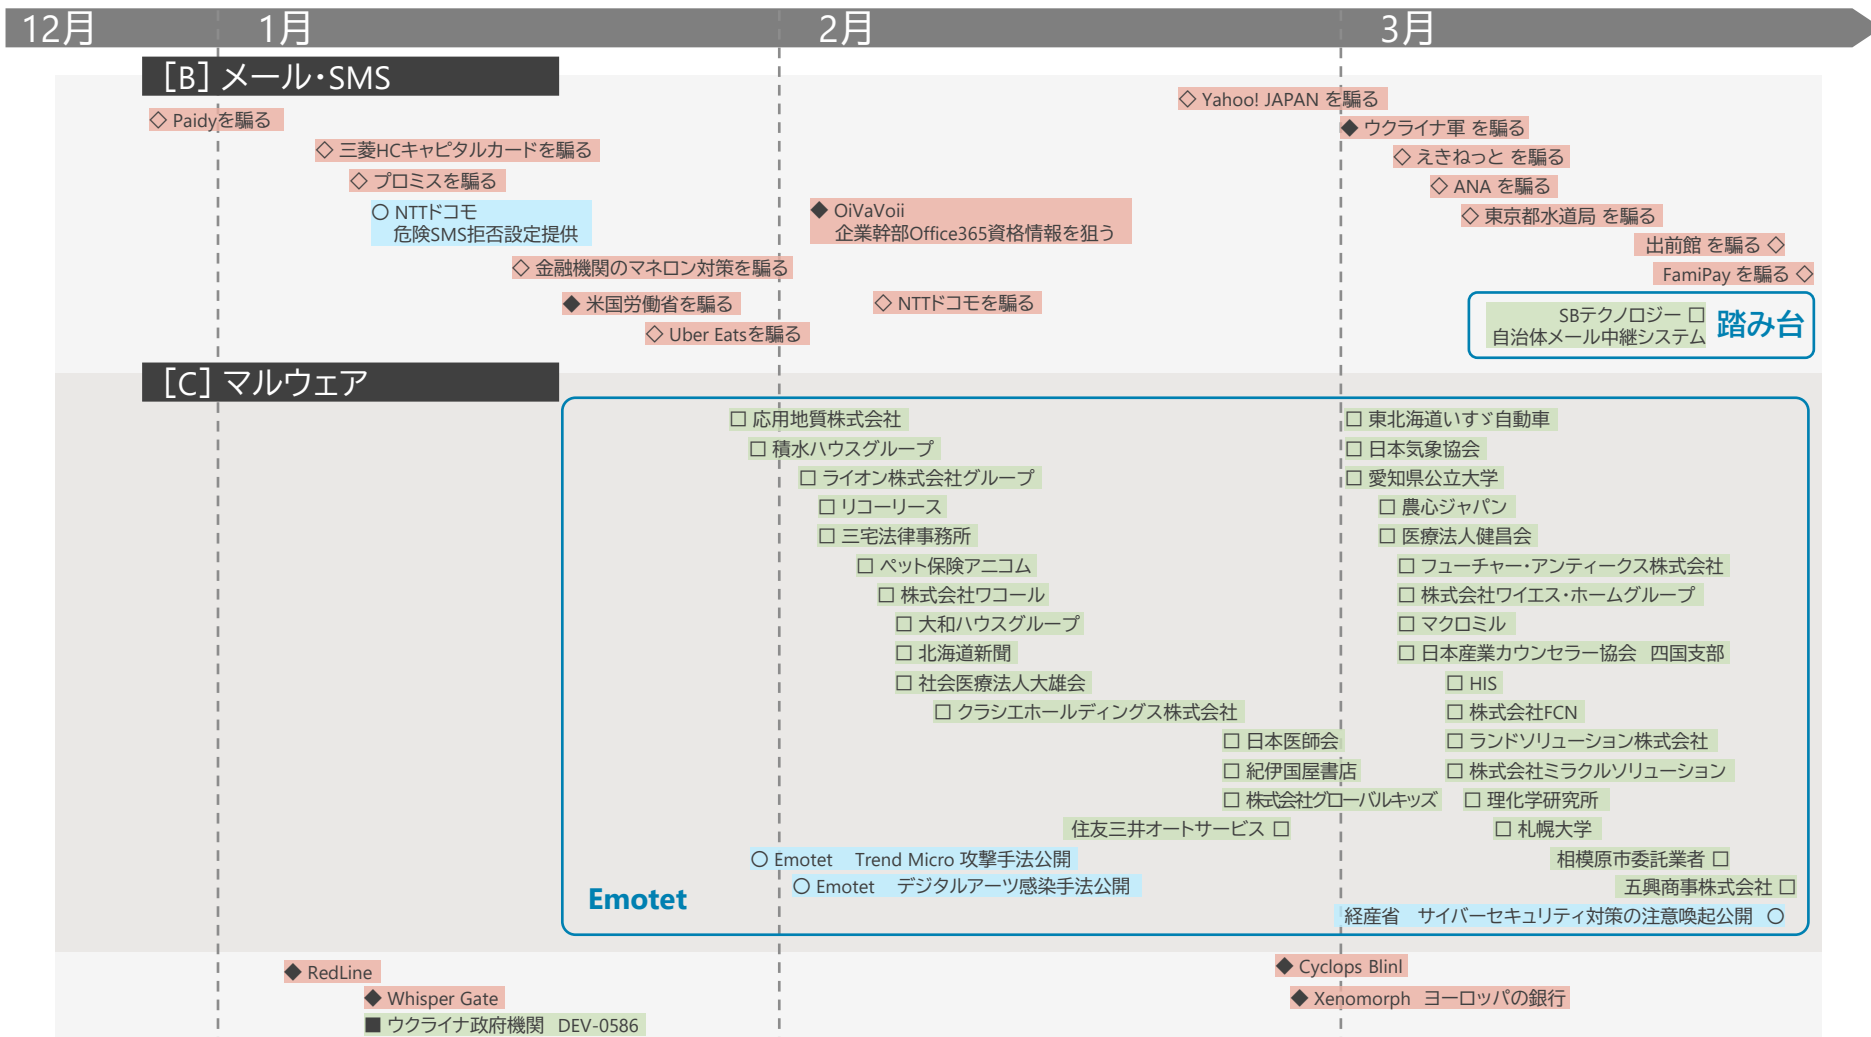 12月 1月 2月 3月
[B] メール・SMS
◇ Yahoo! JAPAN を騙る
◇ Paidyを騙る
◆ ウクライナ軍 を騙る
◇ 三菱HCキャピタルカードを騙る
◇ えきねっと を騙る
◇ プロミスを騙る
◇ ANA を騙る
○ NTTドコモ
危険SMS拒否設定提供
◆ OiVaVoii
企業幹部Office365資格情報を狙う
◇ 東京都水道局 を騙る
出前館 を騙る ◇
◇ 金融機関のマネロン対策を騙る
FamiPay を騙る ◇
◆ 米国労働省を騙る
◇ NTTドコモを騙る
◇ Uber Eatsを騙る
SBテクノロジー □
自治体メール中継システム
踏み台
[C] マルウェア
□ 応用地質株式会社
□ 積水ハウスグループ
□ ライオン株式会社グループ
□ リコーリース
□ 三宅法律事務所
□ ペット保険アニコム
□ 株式会社ワコール
□ 大和ハウスグループ
□ 北海道新聞
□ 社会医療法人大雄会
□ クラシエホールディングス株式会社
□ 日本医師会
□ 紀伊国屋書店
□ 株式会社グローバルキッズ
住友三井オートサービス □
□ 東北海道いすゞ自動車
□ 日本気象協会
□ 愛知県公立大学
□ 農心ジャパン
□ 医療法人健昌会
□ フューチャー・アンティークス株式会社
□ 株式会社ワイエス・ホームグループ
□ マクロミル
□ 日本産業カウンセラー協会 四国支部
□ HIS
□ 株式会社FCN
□ ランドソリューション株式会社
□ 株式会社ミラクルソリューション
□ 理化学研究所
□ 札幌大学
相模原市委託業者 □
五興商事株式会社 □
○ Emotet Trend Micro 攻撃手法公開
○ Emotet デジタルアーツ感染手法公開
経産省 サイバーセキュリティ対策の注意喚起公開 ○
Emotet
◆ RedLine
◆ Whisper Gate
■ ウクライナ政府機関 DEV-0586
◆ Cyclops Blinl
◆ Xenomorph ヨーロッパの銀行